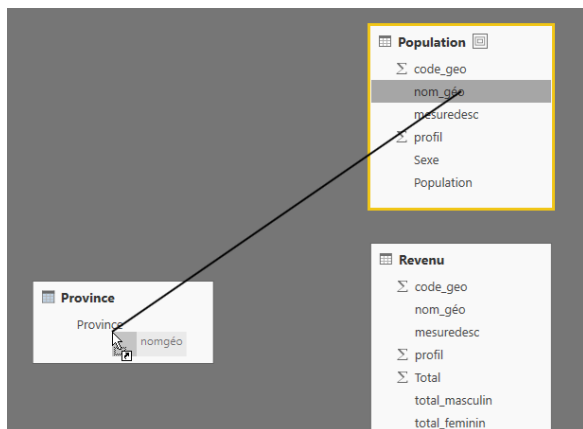 Population
Σ code_geo
nom_géo
mesuredesc
Σ profil
Sexe
Population
Province
Province
nomgéo
Revenu
Σ code_geo
nom_géo
mesuredesc
Σ profil
Σ Total
total_masculin
total_feminin